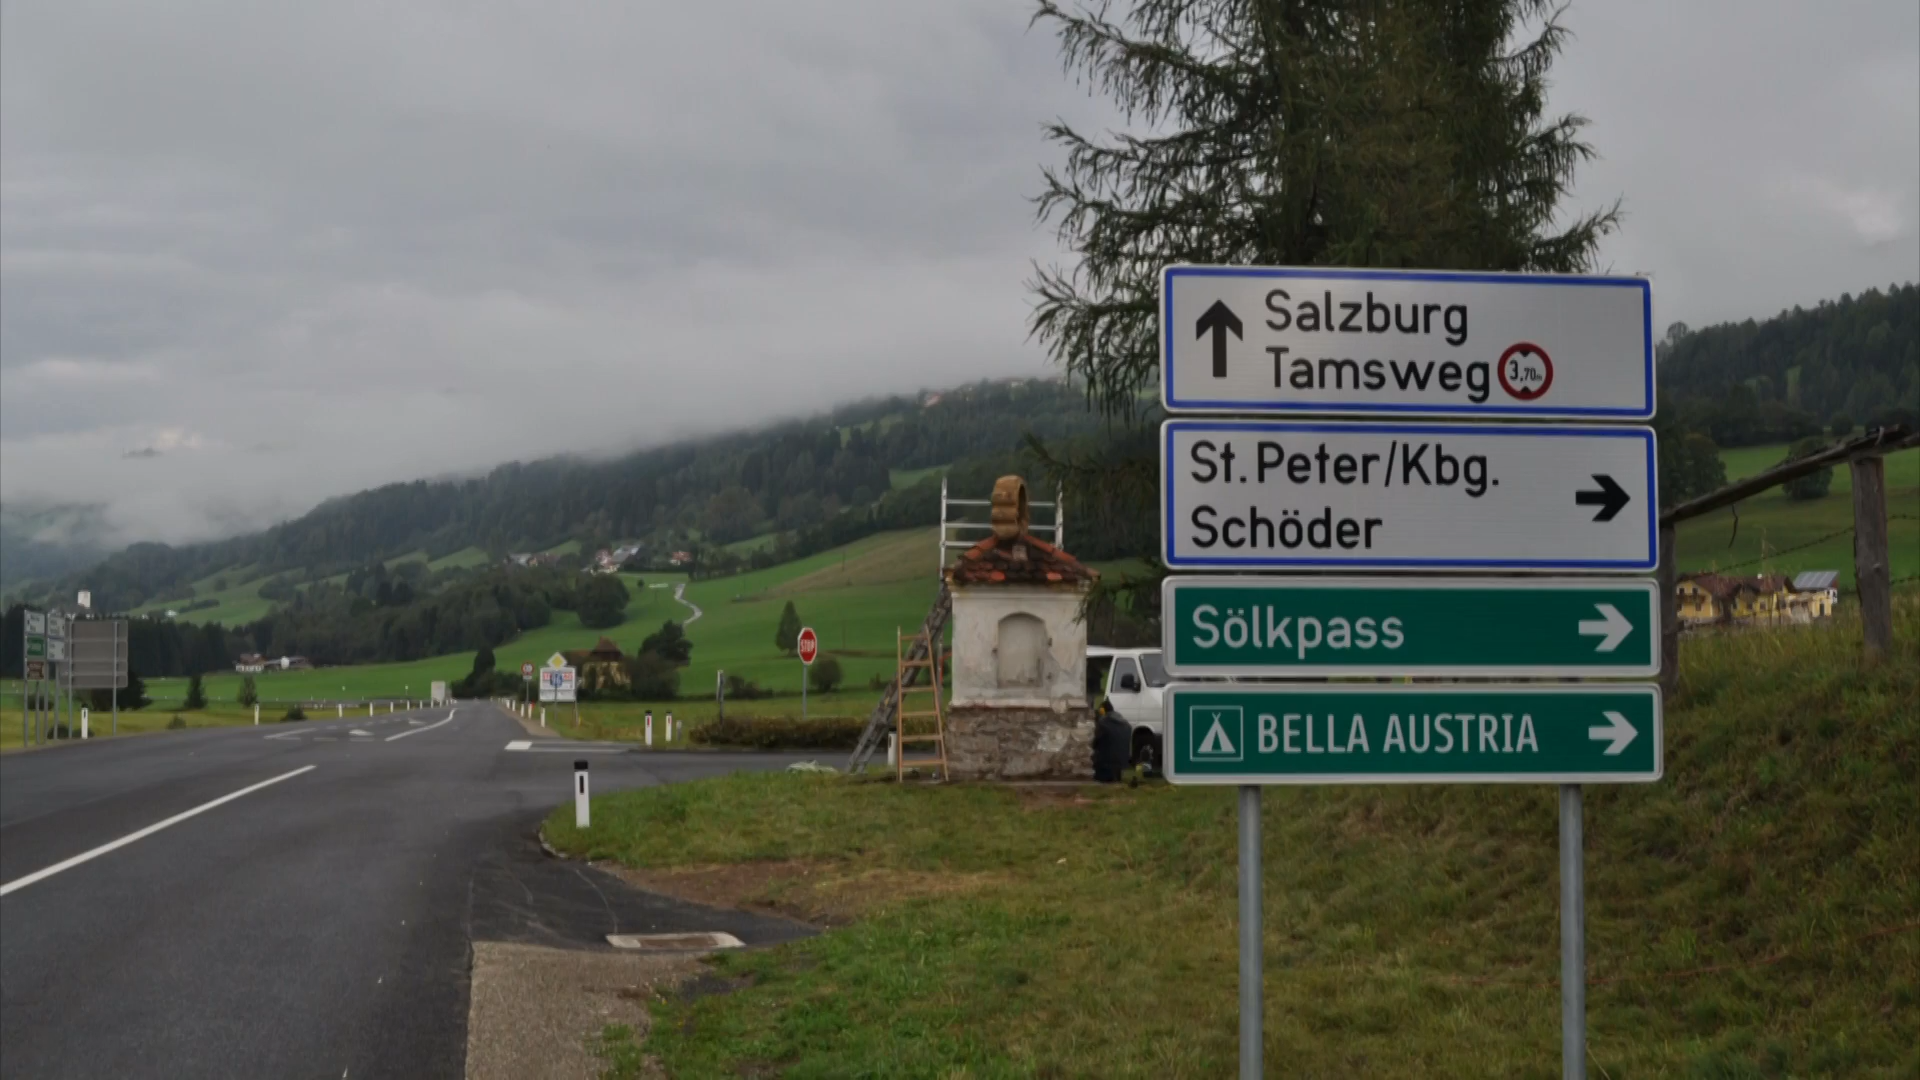 Salzburg
Tamsweg 3,70m
St. Peter/Kbg.
Schöder
Sölkpass
BELLA AUSTRIA
STOP